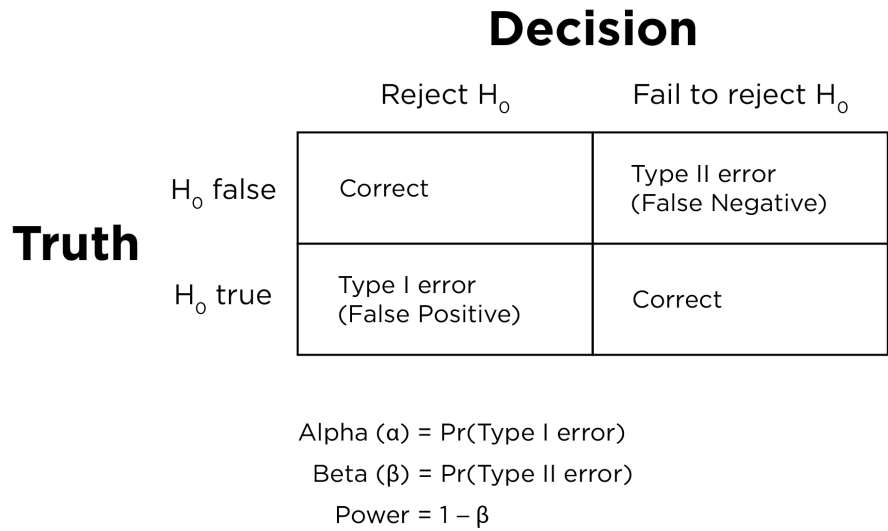 Decision
Reject H₀
Fail to reject H₀
Truth
H₀ false
Correct
Type II error
(False Negative)
H₀ true
Type I error
(False Positive)
Correct
Alpha (α) = Pr(Type I error)
Beta (β) = Pr(Type II error)
Power = 1 – β